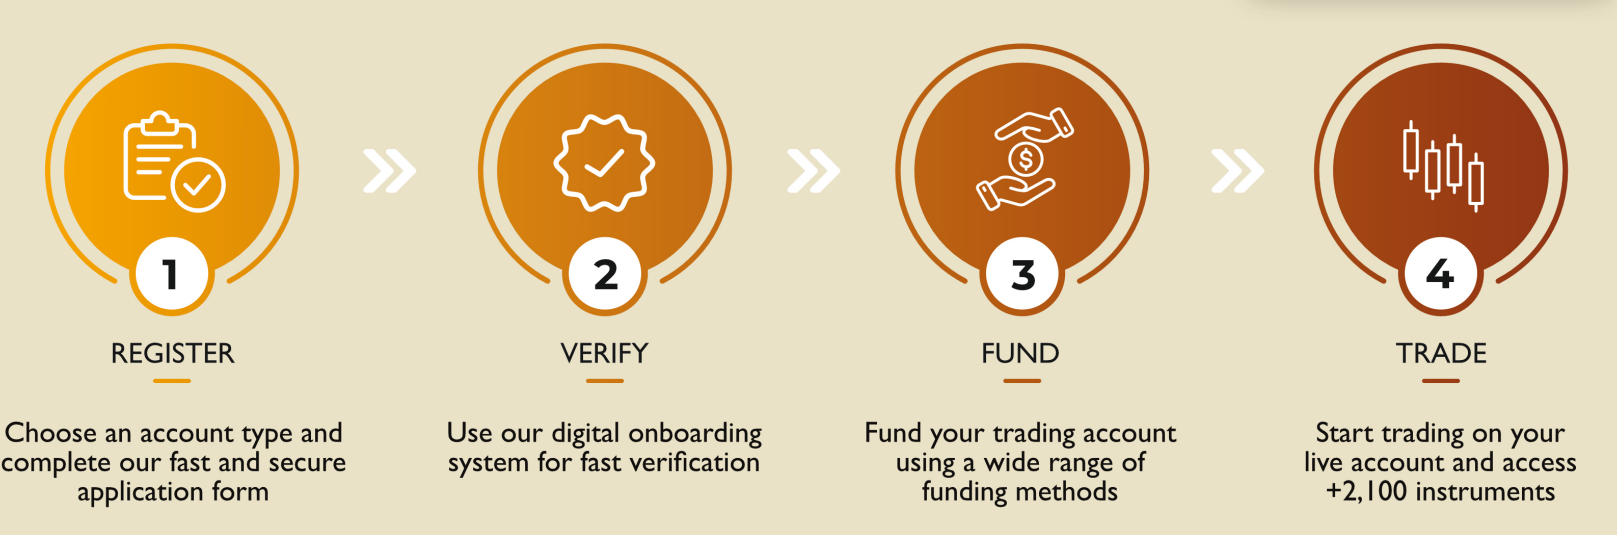 1
2
3
4
REGISTER
VERIFY
FUND
TRADE
Choose an account type and
complete our fast and secure
application form
Use our digital onboarding
system for fast verification
Fund your trading account
using a wide range of
funding methods
Start trading on your
live account and access
+2,100 instruments